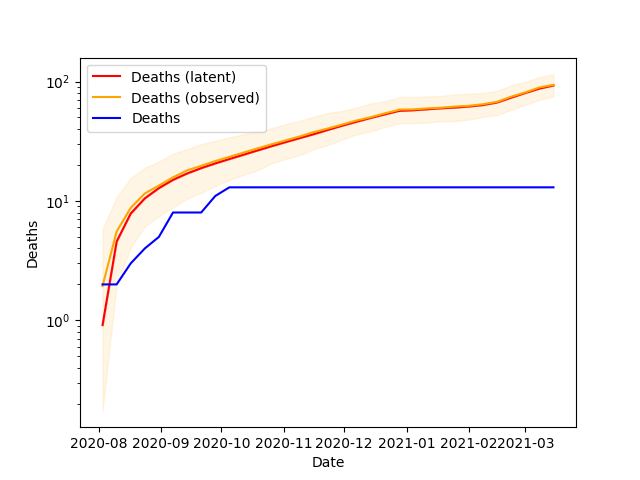 Deaths (latent)
Deaths (observed)
Deaths
10²
10¹
10⁰
Deaths
2020-08 2020-09 2020-10 2020-11 2020-12 2021-01 2021-02 2021-03
Date